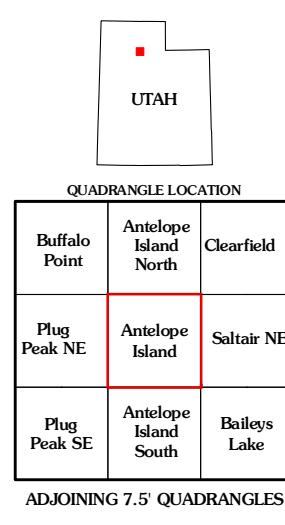 UTAH
QUADRANGLE LOCATION
Buffalo
Point
Antelope
Island
North
Clearfield
Plug
Peak NE
Antelope
Island
Saltair NE
Plug
Peak SE
Antelope
Island
South
Baileys
Lake
ADJOINING 7.5' QUADRANGLES